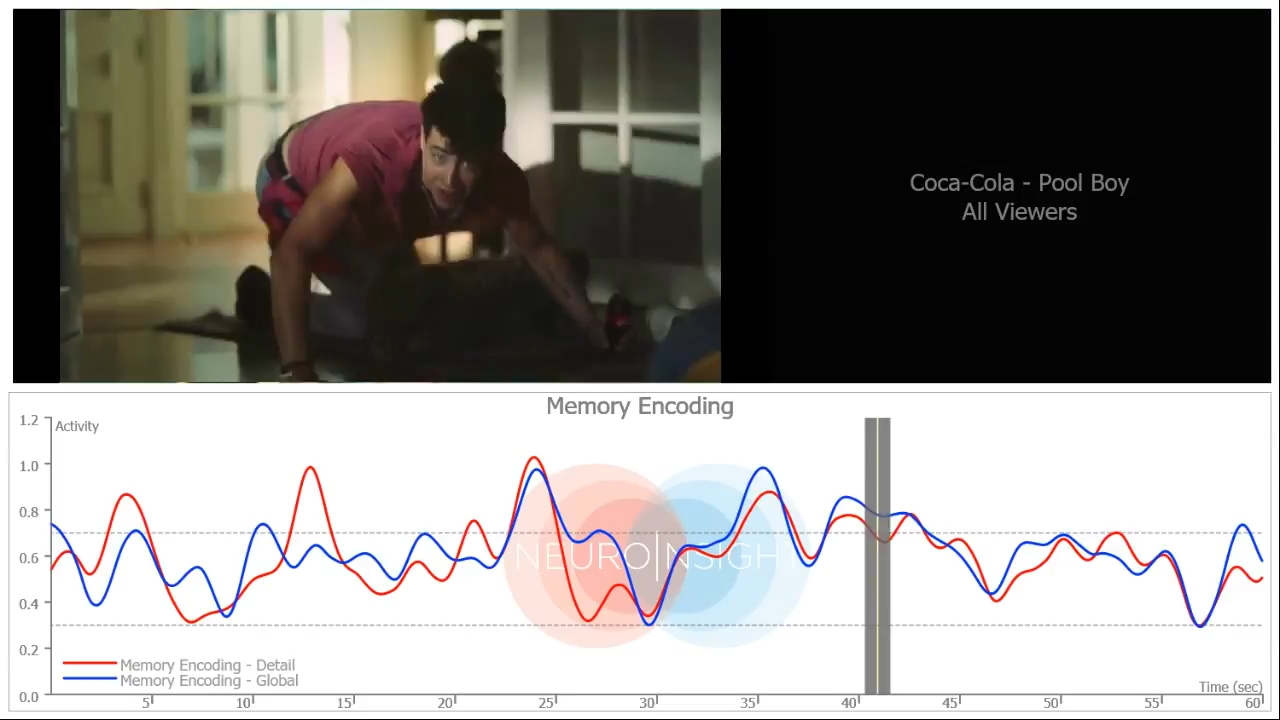 Coca-Cola - Pool Boy
All Viewers
Memory Encoding
Activity
1.2
1.0
0.8
0.6
0.4
0.2
0.0
NEURO|INSIGHT
Memory Encoding - Detail
Memory Encoding - Global
Time (sec)
5 10 15 20 25 30 35 40 45 50 55 60